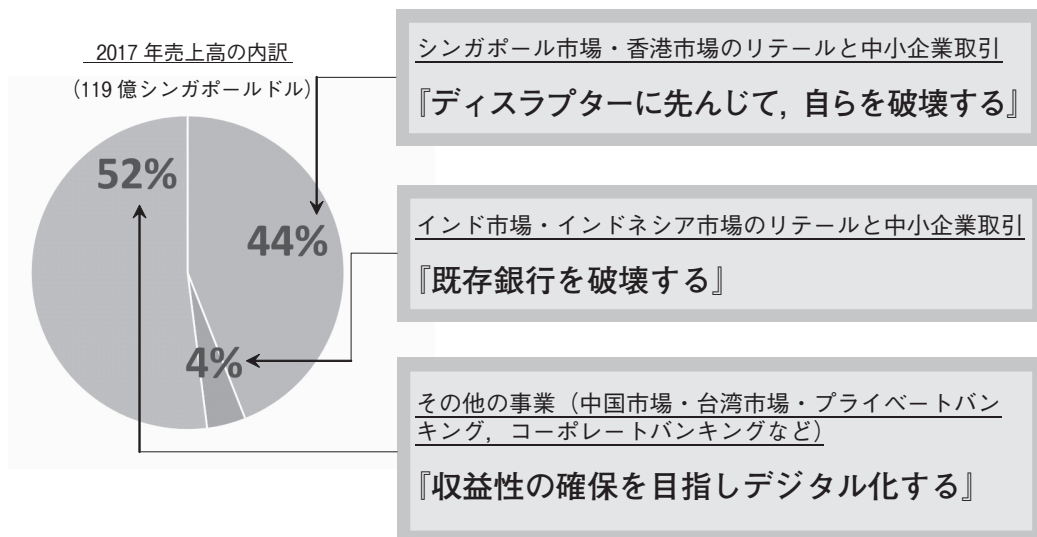 2017 年売上高の内訳
（119 億シンガポールドル）
52%
44%
4%
シンガポール市場・香港市場のリテールと中小企業取引
『ディスラプターに先んじて，自らを破壊する』
インド市場・インドネシア市場のリテールと中小企業取引
『既存銀行を破壊する』
その他の事業（中国市場・台湾市場・プライベートバン
キング，コーポレートバンキングなど）
『収益性の確保を目指しデジタル化する』